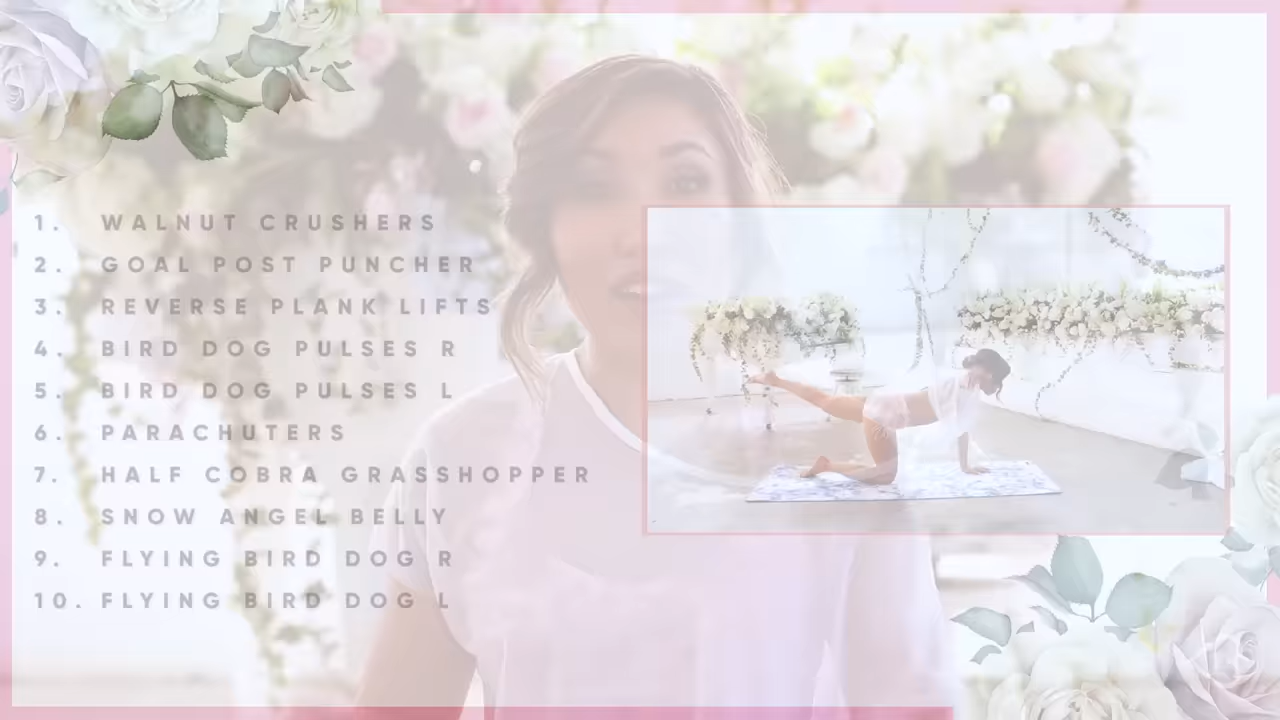 1. WALNUT CRUSHERS
2. GOAL POST PUNCHER
3. REVERSE PLANK LIFTS
4. BIRD DOG PULSES R
5. BIRD DOG PULSES L
6. PARACHUTERS
7. HALF COBRA GRASSHOPPER
8. SNOW ANGEL BELLY
9. FLYING BIRD DOG R
10. FLYING BIRD DOG L